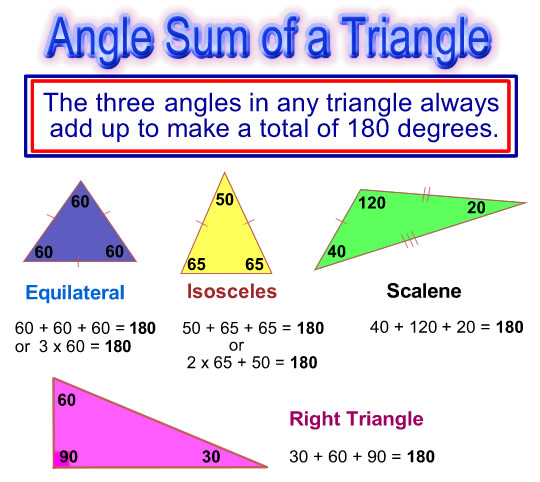 Angle Sum of a Triangle
The three angles in any triangle always
add up to make a total of 180 degrees.
60
60
60
Equilateral
60 + 60 + 60 = 180
or 3 x 60 = 180
50
65
65
Isosceles
50 + 65 + 65 = 180
or
2 x 65 + 50 = 180
120
20
40
Scalene
40 + 120 + 20 = 180
60
90
30
Right Triangle
30 + 60 + 90 = 180